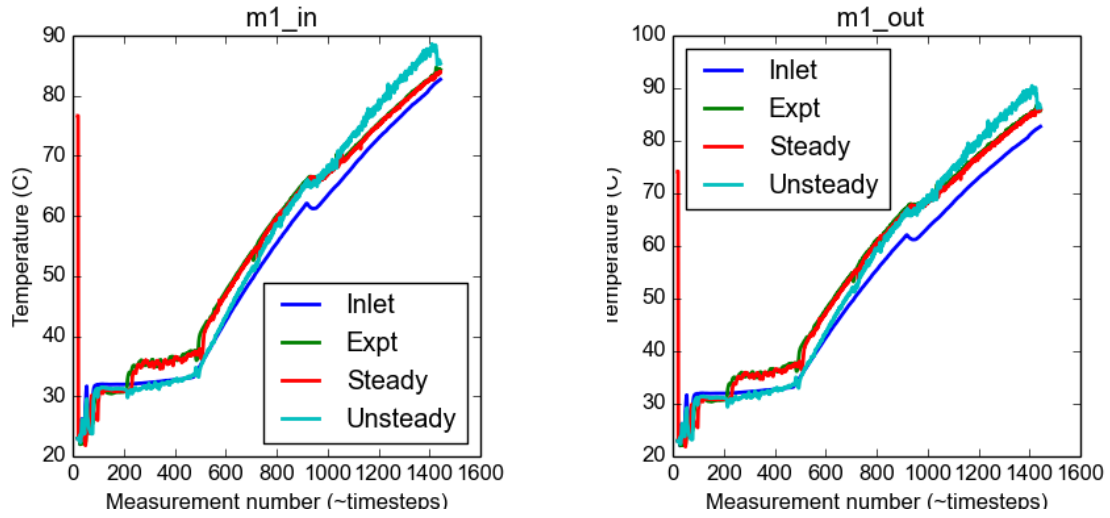 m1_in
90
80
70
60
50
40
30
20
Temperature (C)
Inlet
Expt
Steady
Unsteady
0 200 400 600 800 1000 1200 1400 1600
Measurement number (~timesteps)
m1_out
100
90
80
70
60
50
40
30
20
Temperature (C)
Inlet
Expt
Steady
Unsteady
0 200 400 600 800 1000 1200 1400 1600
Measurement number (~timesteps)